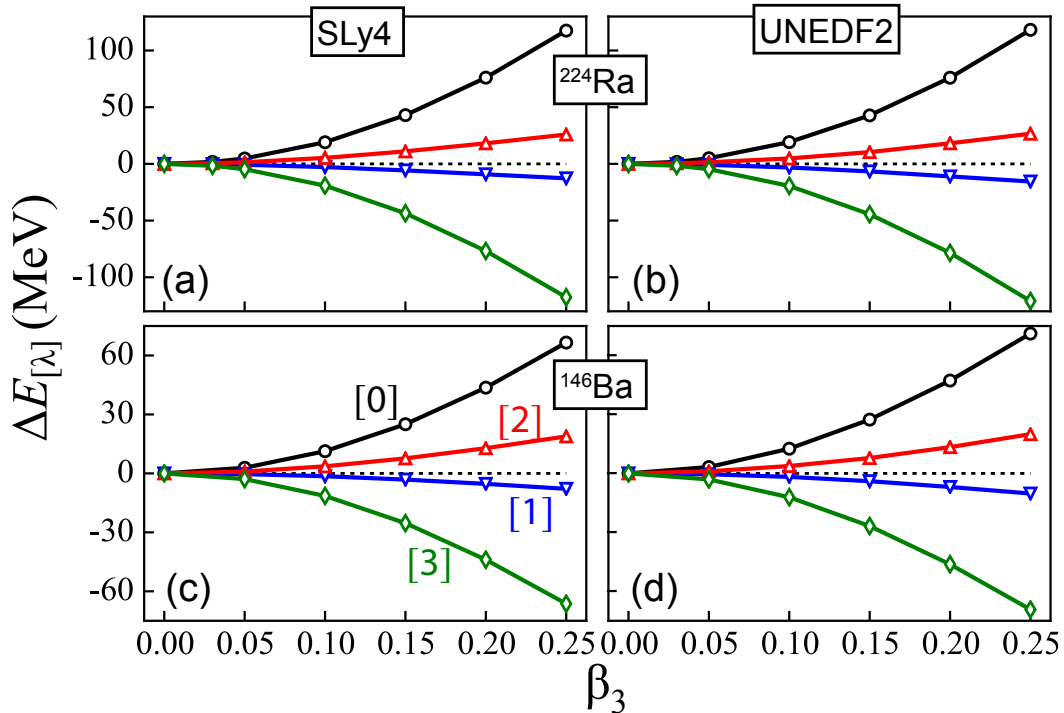 SLy4
UNEDF2
²²⁴Ra
ΔE[λ] (MeV)
100
50
0
-50
-100
(a)
(b)
¹⁴⁶Ba
60
30
0
-30
-60
[0]
[2]
[1]
[3]
(c)
(d)
0.00 0.05 0.10 0.15 0.20 0.25 0.00 0.05 0.10 0.15 0.20 0.25
β₃